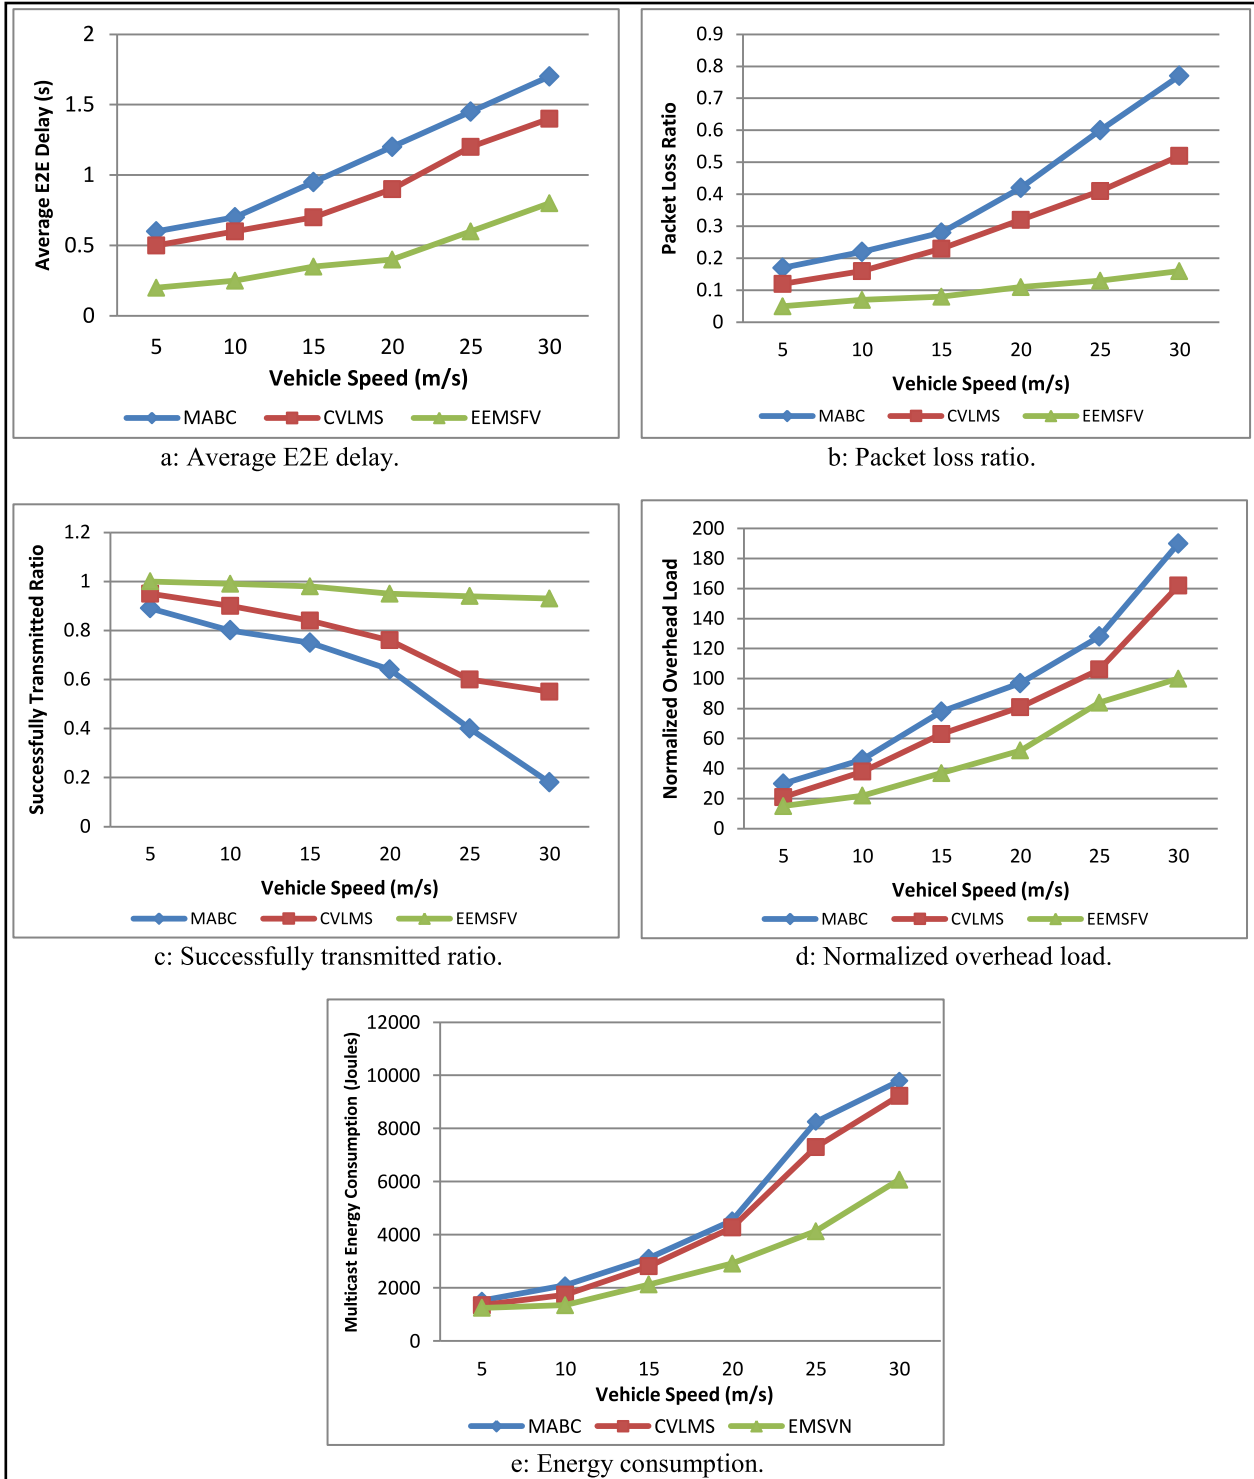 2
1.5
1
0.5
0
Average E2E Delay (s)
5 10 15 20 25 30
Vehicle Speed (m/s)
MABC CVLMS EEMSFV
a: Average E2E delay.
0.9
0.8
0.7
0.6
0.5
0.4
0.3
0.2
0.1
0
Packet Loss Ratio
5 10 15 20 25 30
Vehicle Speed (m/s)
MABC CVLMS EEMSFV
b: Packet loss ratio.
1.2
1
0.8
0.6
0.4
0.2
0
Successfully Transmitted Ratio
5 10 15 20 25 30
Vehicle Speed (m/s)
MABC CVLMS EEMSFV
c: Successfully transmitted ratio.
200
180
160
140
120
100
80
60
40
20
0
Normalized Overhead Load
5 10 15 20 25 30
Vehicel Speed (m/s)
MABC CVLMS EEMSFV
d: Normalized overhead load.
12000
10000
8000
6000
4000
2000
0
Multicast Energy Consumption (Joules)
5 10 15 20 25 30
Vehicle Speed (m/s)
MABC CVLMS EMSVN
e: Energy consumption.